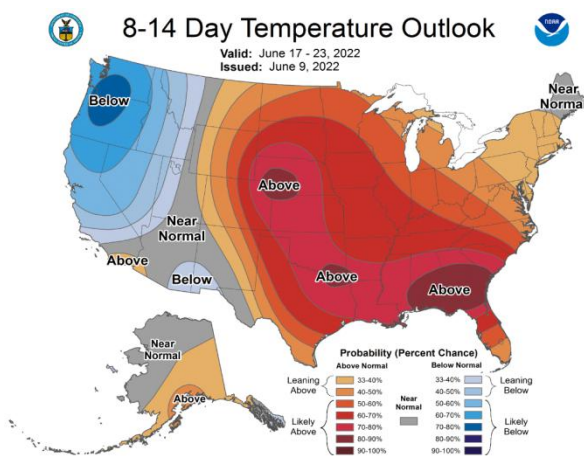 8-14 Day Temperature Outlook
Valid: June 17 - 23, 2022
Issued: June 9, 2022
NOAA
Below
Near
Normal
Above
Near
Normal
Above
Below
Above
Above
Near
Normal
Above
Probability (Percent Chance)
Above Normal
Below Normal
Leaning
Above
33-40%
40-50%
Likely
Above
50-60%
60-70%
70-80%
80-90%
90-100%
Near
Normal
33-40%
40-50%
Leaning
Below
50-60%
60-70%
70-80%
80-90%
90-100%
Likely
Below